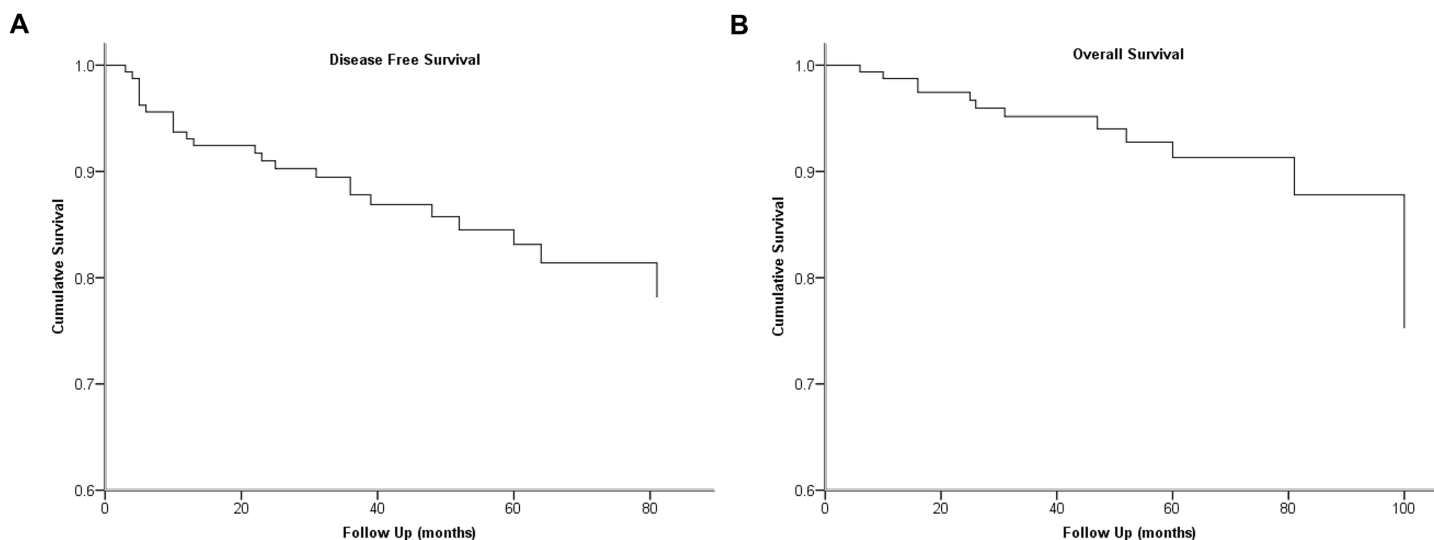 A
Disease Free Survival
1.0
0.9
0.8
0.7
0.6
Cumulatve Survival
0
20
40
60
80
Follow Up (months)
B
Overall Survival
1.0
0.9
0.8
0.7
0.6
Cumulative Survival
0
20
40
60
80
100
Follow Up (months)